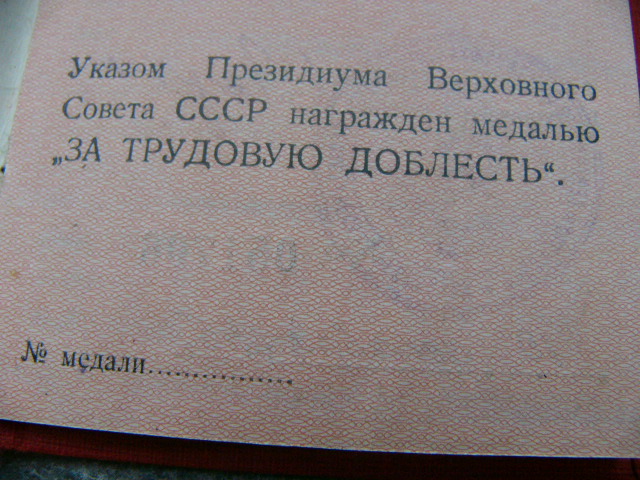 Указом Президиума Верховного
Совета СССР награжден медалью
„ЗА ТРУДОВУЮ ДОБЛЕСТЬ“.
№ медали................